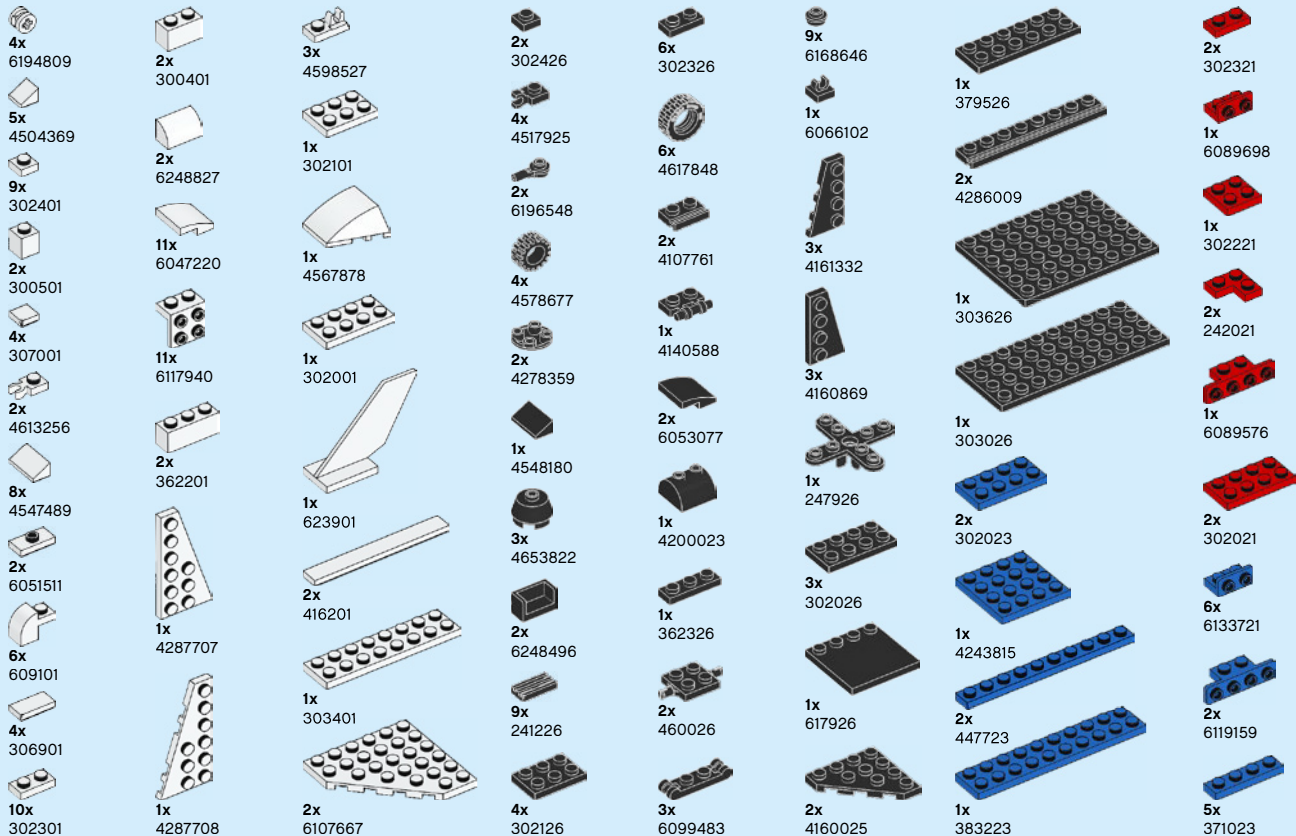 4x
6194809
5x
4504369
9x
302401
2x
300501
4x
307001
2x
4613256
8x
4547489
2x
6051511
6x
609101
4x
306901
10x
302301
2x
300401
2x
6248827
11x
6047220
11x
6117940
2x
362201
1x
4287707
1x
4287708
3x
4598527
1x
302101
1x
4567878
1x
302001
1x
623901
2x
416201
1x
303401
2x
6107667
2x
302426
4x
4517925
2x
6196548
4x
4578677
2x
4278359
1x
4548180
3x
4653822
2x
6248496
9x
241226
4x
302126
6x
302326
6x
4617848
2x
4107761
1x
4140588
2x
6053077
1x
4200023
1x
362326
2x
460026
3x
6099483
9x
6168646
1x
6066102
3x
4161332
3x
4160869
1x
247926
3x
302026
1x
617926
2x
4160025
1x
379526
2x
4286009
1x
303626
1x
303026
2x
302023
1x
4243815
2x
447723
1x
383223
2x
302321
1x
6089698
1x
302221
2x
242021
1x
6089576
2x
302021
6x
6133721
2x
6119159
5x
371023